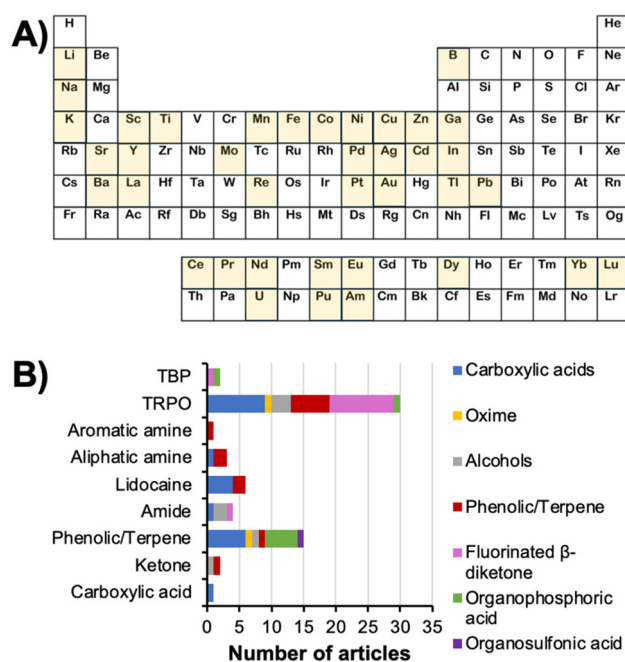 A)
H He
Li Be B C N O F Ne
Na Mg Al Si P S Cl Ar
K Ca Sc Ti V Cr Mn Fe Co Ni Cu Zn Ga Ge As Se Br Kr
Rb Sr Y Zr Nb Mo Tc Ru Rh Pd Ag Cd In Sn Sb Te I Xe
Cs Ba La Hf Ta W Re Os Ir Pt Au Hg Tl Pb Bi Po At Rn
Fr Ra Ac Rf Db Sg Bh Hs Mt Ds Rg Cn Nh Fl Mc Lv Ts Og
Ce Pr Nd Pm Sm Eu Gd Tb Dy Ho Er Tm Yb Lu
Th Pa U Np Pu Am Cm Bk Cf Es Fm Md No Lr
B)
TBP
TRPO
Aromatic amine
Aliphatic amine
Lidocaine
Amide
Phenolic/Terpene
Ketone
Carboxylic acid
0 5 10 15 20 25 30 35
Number of articles
Carboxylic acids
Oxime
Alcohols
Phenolic/Terpene
Fluorinated β-
diketone
Organophosphoric
acid
Organosulfonic acid